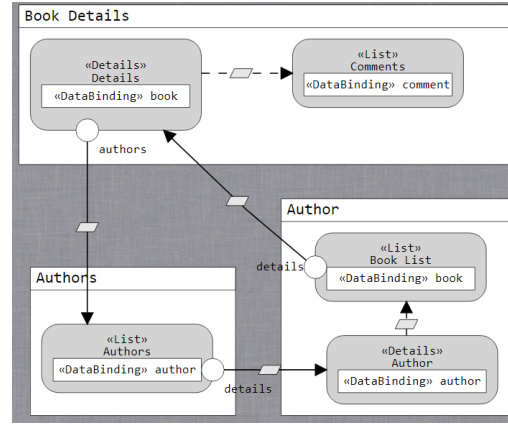 Book Details
«Details»
Details
«DataBinding» book
«List»
Comments
«DataBinding» comment
authors
Author
«List»
Book List
«DataBinding» book
details
Authors
«List»
Authors
«DataBinding» author
details
«Details»
Author
«DataBinding» author